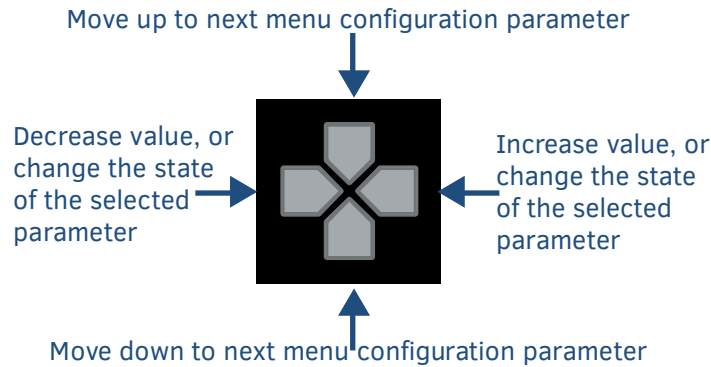 Move up to next menu configuration parameter
Decrease value, or
change the state
of the selected
parameter
Increase value, or
change the state
of the selected
parameter
Move down to next menu configuration parameter